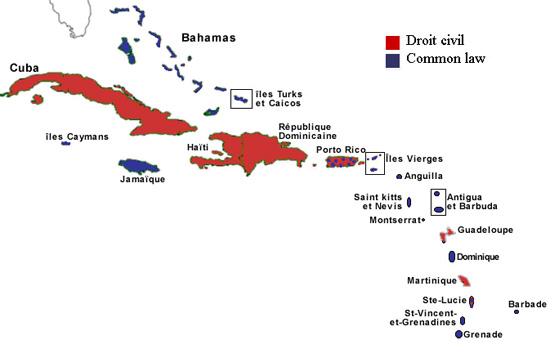 Bahamas
Droit civil
Common law
Cuba
îles Turks
et Caicos
îles Caymans
République
Dominicaine
Haïti
Porto Rico
Îles Vierges
Jamaïque
Anguilla
Saint kitts
et Nevis
Antigua
et Barbuda
Montserrat
Guadeloupe
Dominique
Martinique
Ste-Lucie
Barbade
St-Vincent-
et-Grenadines
Grenade